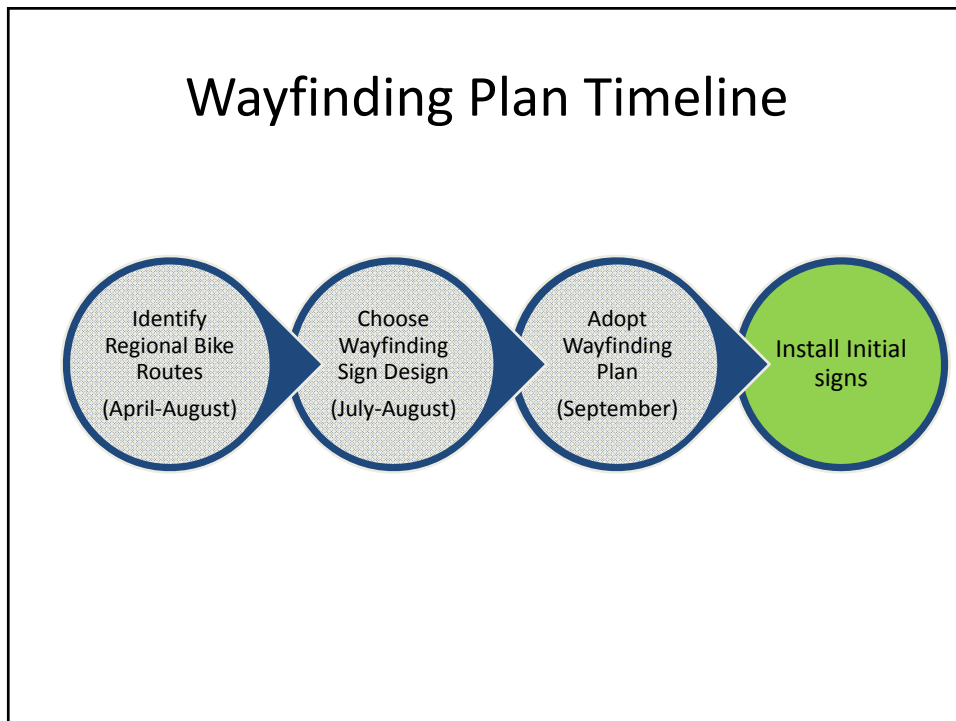 Wayfinding Plan Timeline
Identify
Regional Bike
Routes
(April-August)
Choose
Wayfinding
Sign Design
(July-August)
Adopt
Wayfinding
Plan
(September)
Install Initial
signs